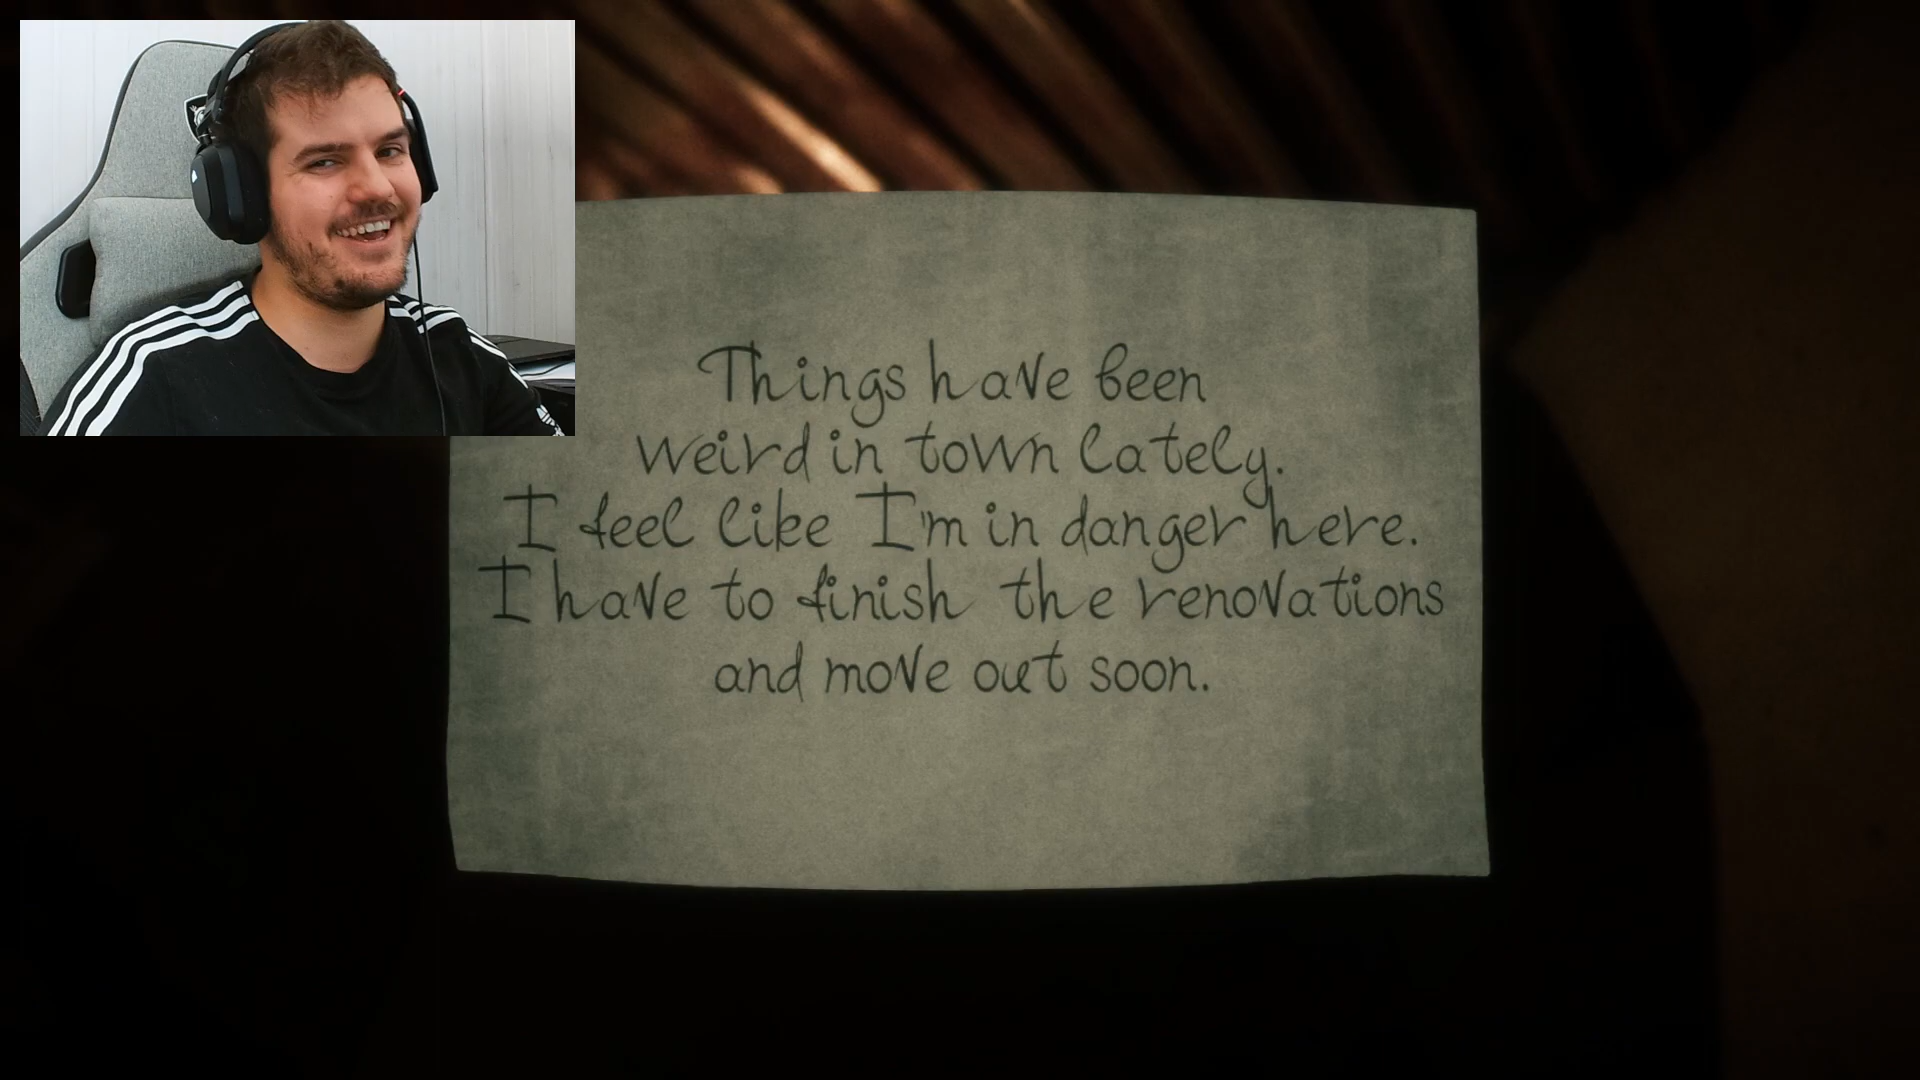 Things have been
weird in town lately.
I feel like I'm in danger here.
I have to finish the renovations
and move out soon.